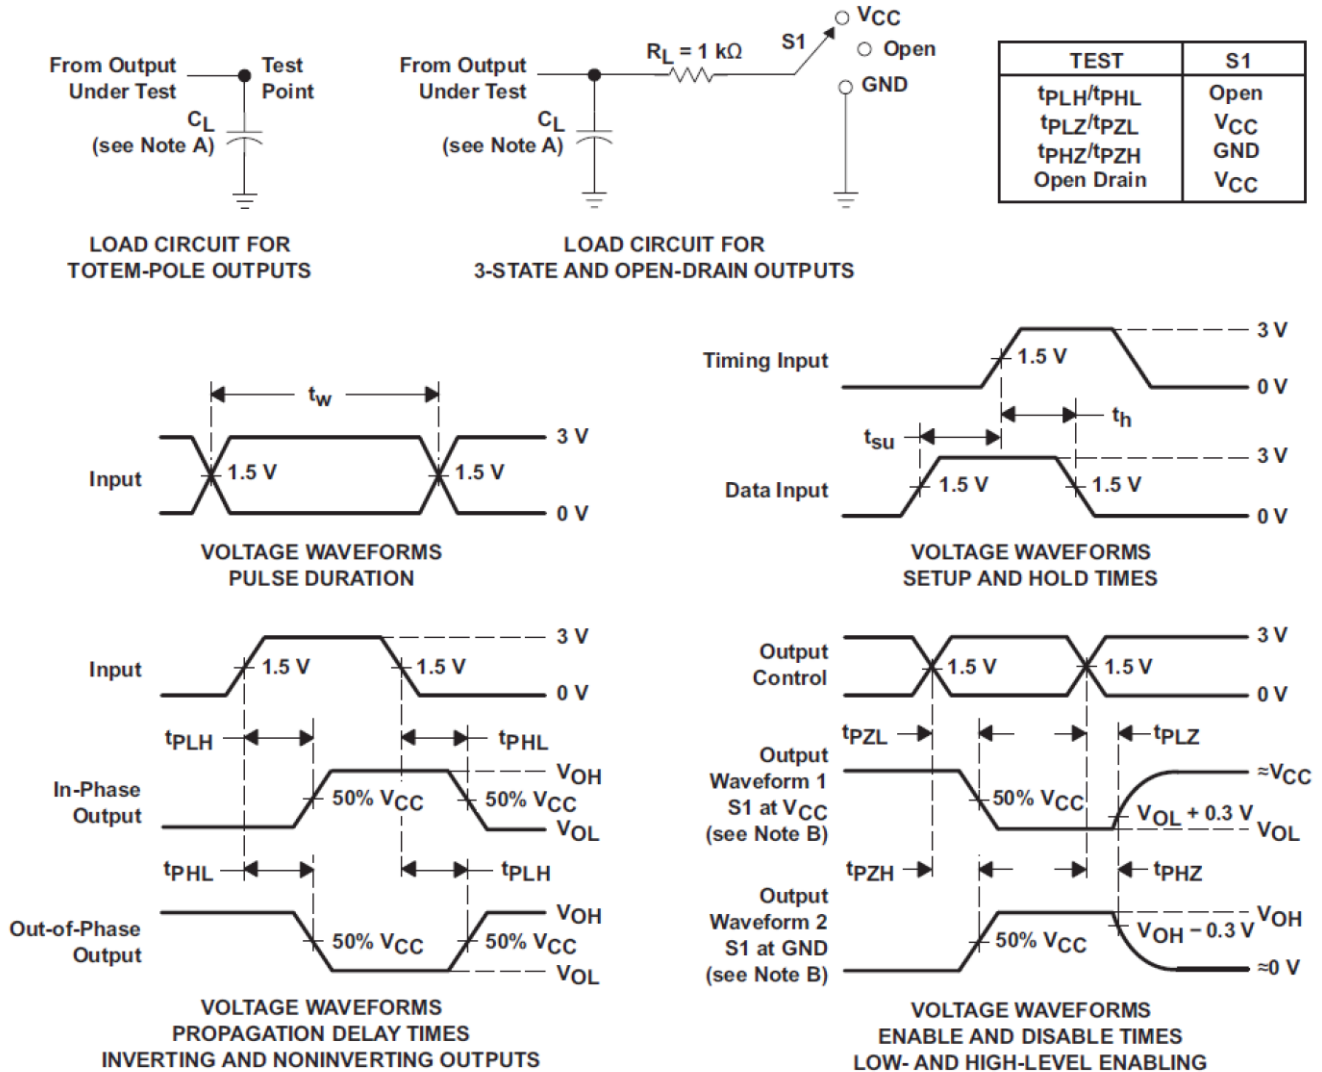 From Output
Under Test
Test
Point
CL
(see Note A)
LOAD CIRCUIT FOR
TOTEM-POLE OUTPUTS
From Output
Under Test
RL = 1 kΩ
S1
VCC
Open
GND
CL
(see Note A)
LOAD CIRCUIT FOR
3-STATE AND OPEN-DRAIN OUTPUTS
TEST S1
tPLH/tPHL Open
tPLZ/tPZL VCC
tPHZ/tPZH GND
Open Drain VCC
tw
Input
1.5 V
1.5 V
3 V
0 V
VOLTAGE WAVEFORMS
PULSE DURATION
Timing Input
1.5 V
3 V
0 V
th
tsu
Data Input
1.5 V
1.5 V
3 V
0 V
VOLTAGE WAVEFORMS
SETUP AND HOLD TIMES
Input
1.5 V
1.5 V
3 V
0 V
tPLH
tPHL
In-Phase
Output
50% VCC
50% VCC
VOH
VOL
tPHL
tPLH
Out-of-Phase
Output
50% VCC
50% VCC
VOH
VOL
VOLTAGE WAVEFORMS
PROPAGATION DELAY TIMES
INVERTING AND NONINVERTING OUTPUTS
Output
Control
1.5 V
1.5 V
3 V
0 V
tPZL
tPLZ
Output
Waveform 1
S1 at VCC
(see Note B)
50% VCC
VOL + 0.3 V
≈VCC
VOL
tPZH
tPHZ
Output
Waveform 2
S1 at GND
(see Note B)
50% VCC
VOH − 0.3 V
VOH
≈0 V
VOLTAGE WAVEFORMS
ENABLE AND DISABLE TIMES
LOW- AND HIGH-LEVEL ENABLING